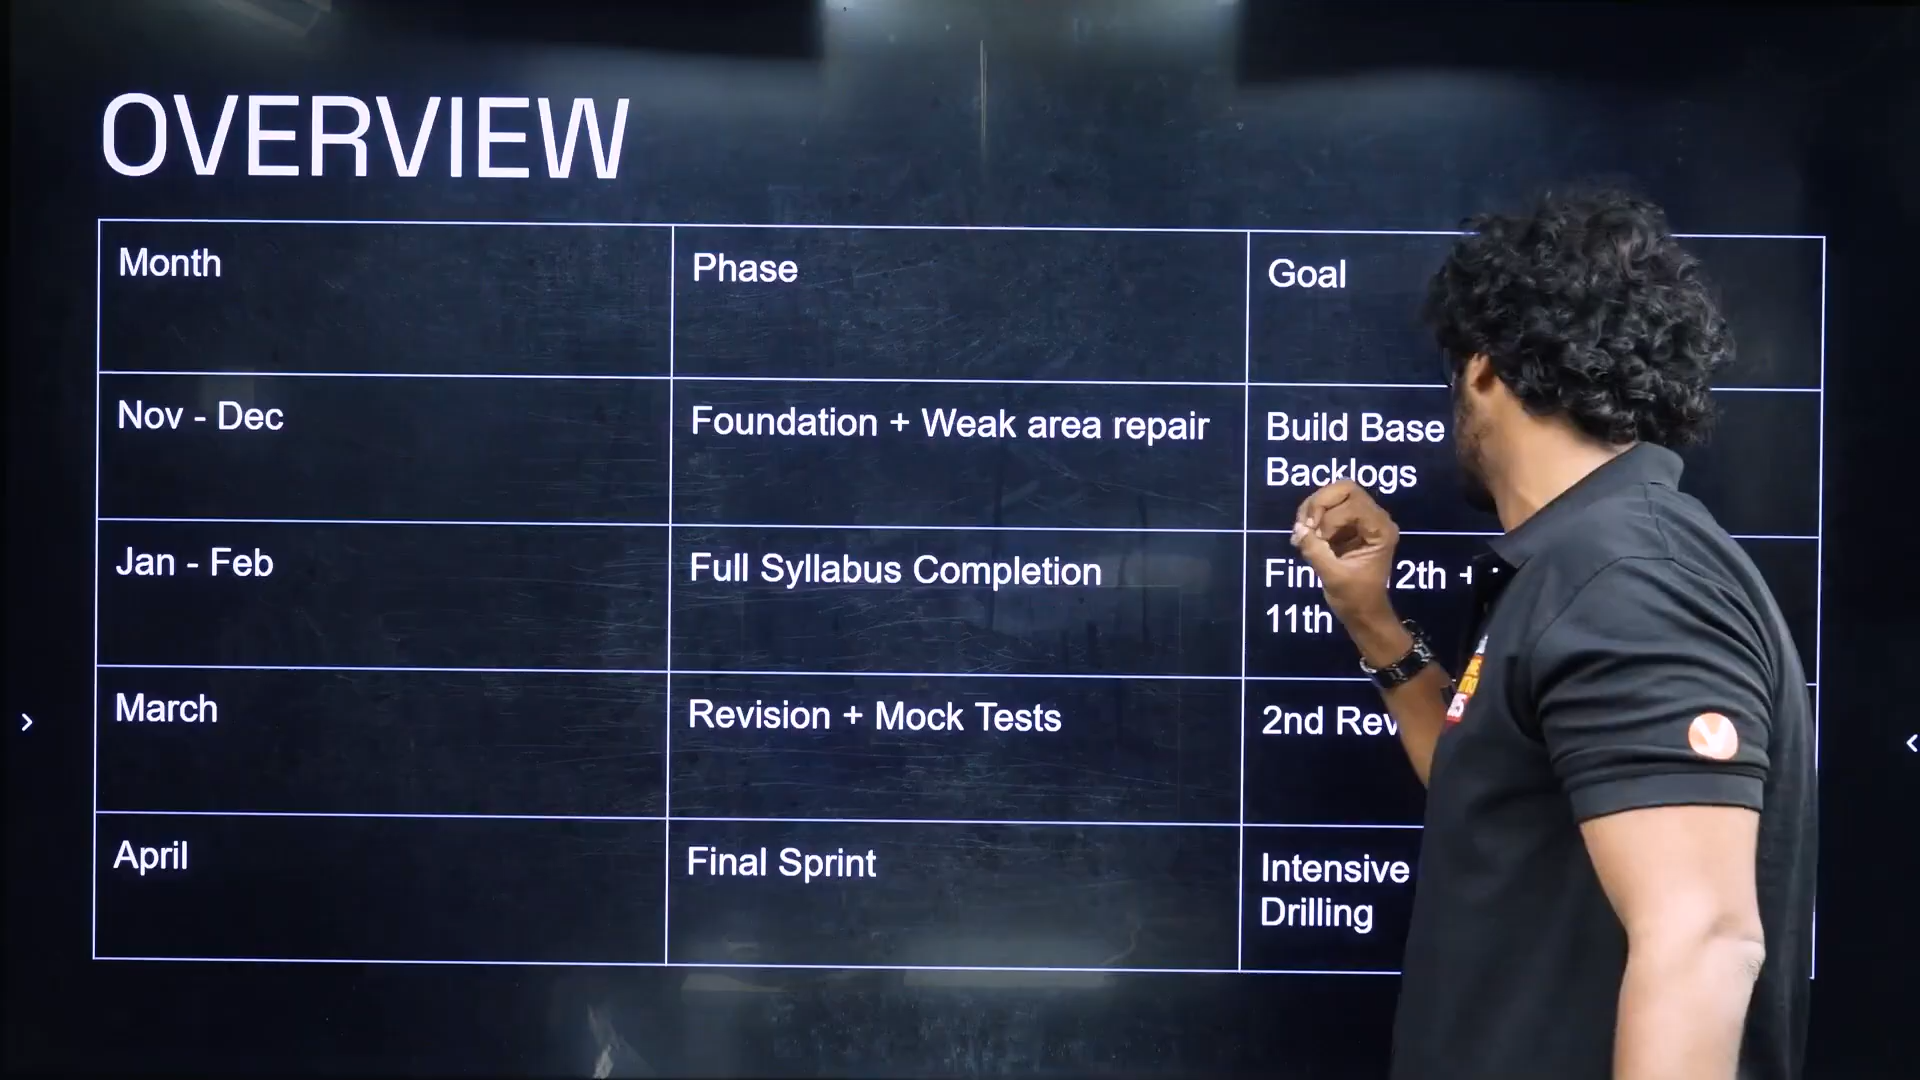 OVERVIEW
Month
Phase
Goal
Nov - Dec
Foundation + Weak area repair
Build Base
Backlogs
Jan - Feb
Full Syllabus Completion
2th +
11th
March
Revision + Mock Tests
2nd
April
Final Sprint
Intensive
Drilling